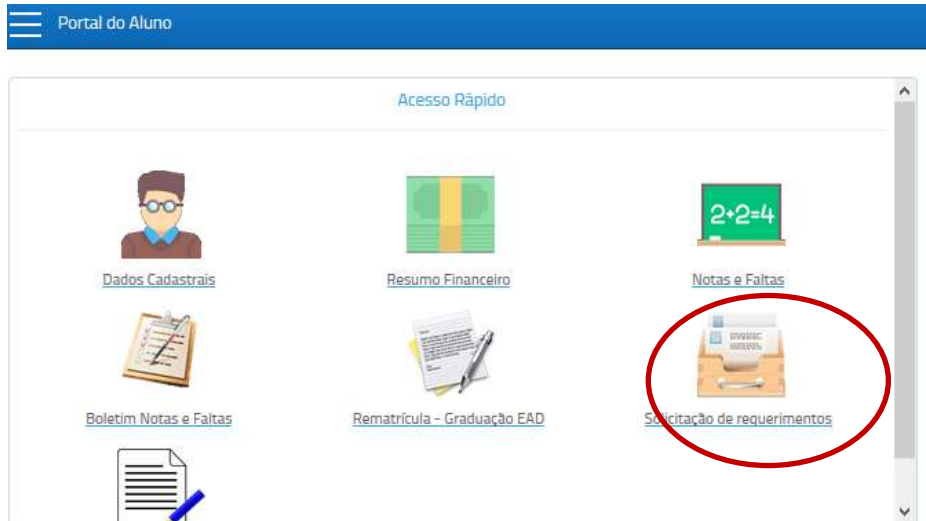 Portal do Aluno
Acesso Rápido
2+2=4
Dados Cadastrais
Resumo Financeiro
Notas e Faltas
Boletim Notas e Faltas
Rematrícula - Graduação EAD
Solicitação de requerimentos